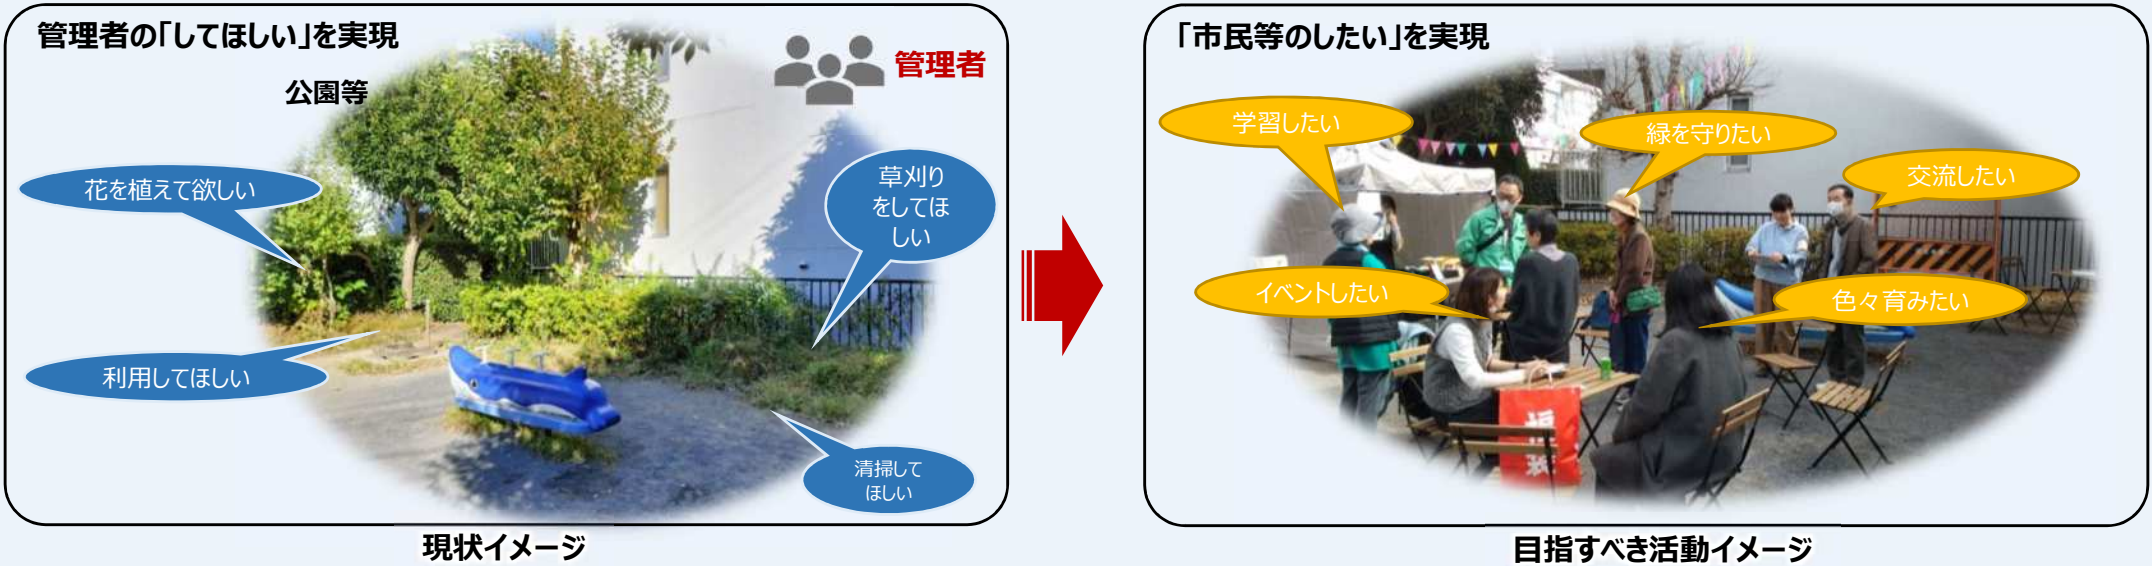 管理者の「してほしい」を実現
公園等
管理者
花を植えて欲しい
草刈り
をしてほ
しい
利用してほしい
清掃して
ほしい
現状イメージ
「市民等のしたい」を実現
学習したい
緑を守りたい
交流したい
イベントしたい
色々育みたい
目指すべき活動イメージ